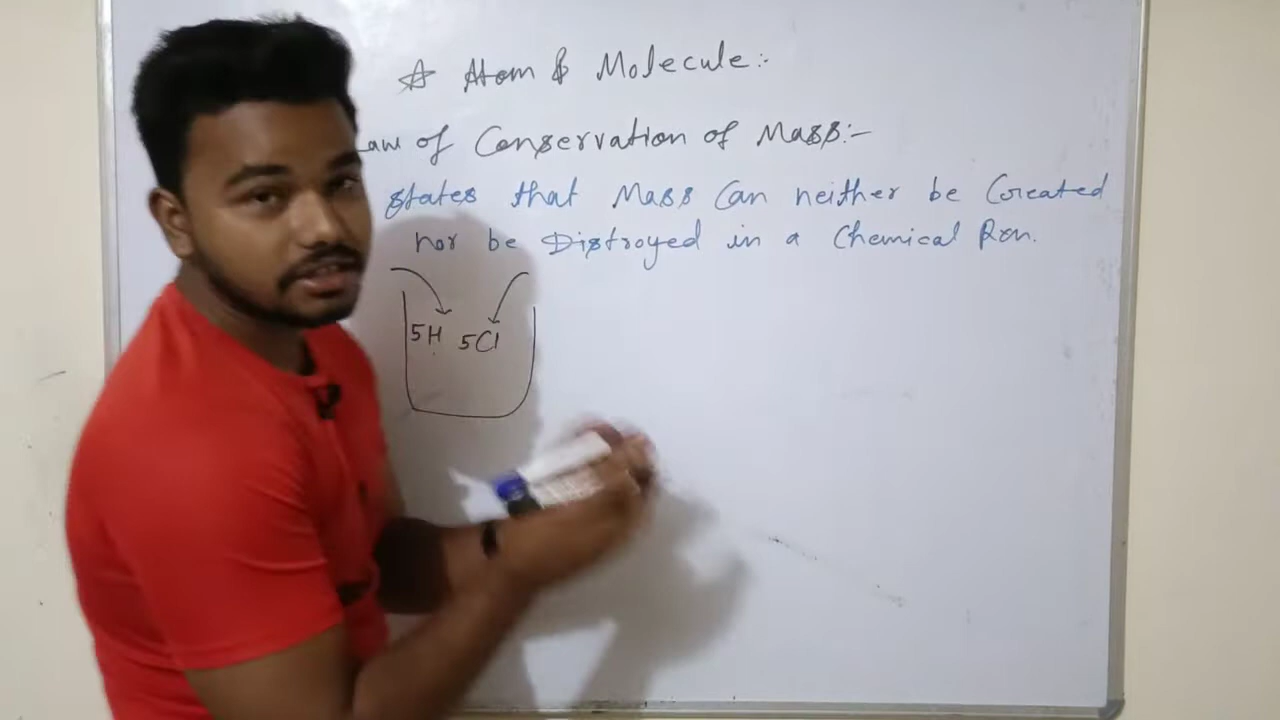 ☆ Atom & Molecule :-
Law of Conservation of Mass:-
states that Mass Can neither be Created
nor be Distroyed in a Chemical Rxn.
5H 5Cl